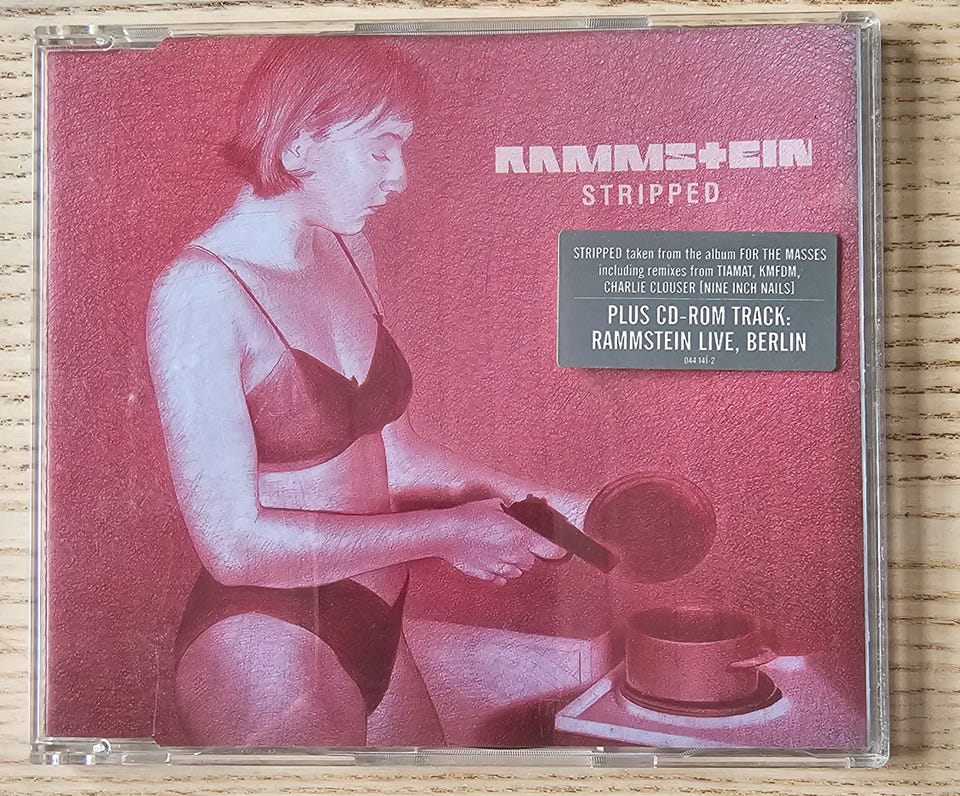 RAMMSTEIN
STRIPPED
STRIPPED taken from the album FOR THE MASSES
including remixes from TIAMAT, KMFDM,
CHARLIE CLOUSER [NINE INCH NAILS]
PLUS CD-ROM TRACK:
RAMMSTEIN LIVE, BERLIN
044 141-2